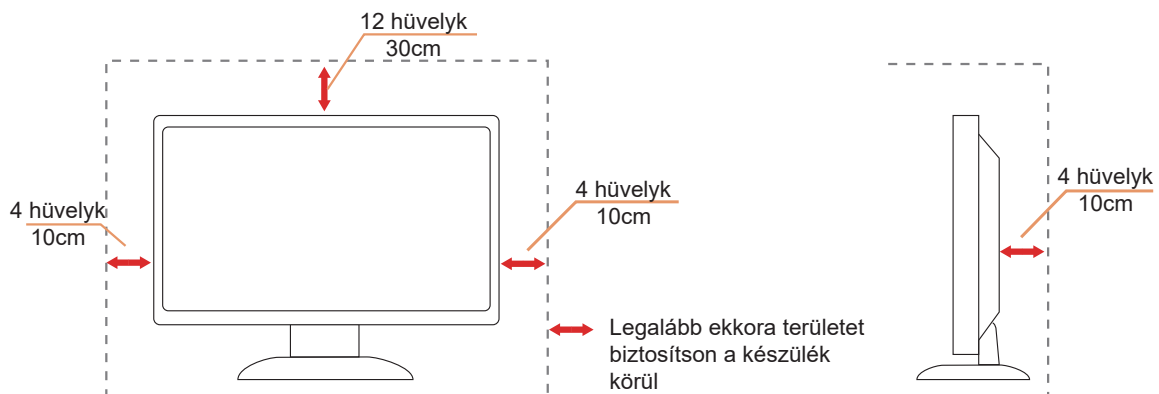 12 hüvelyk
30cm
4 hüvelyk
10cm
4 hüvelyk
10cm
4 hüvelyk
10cm
Legalább ekkora területet
biztosítson a készülék
körül